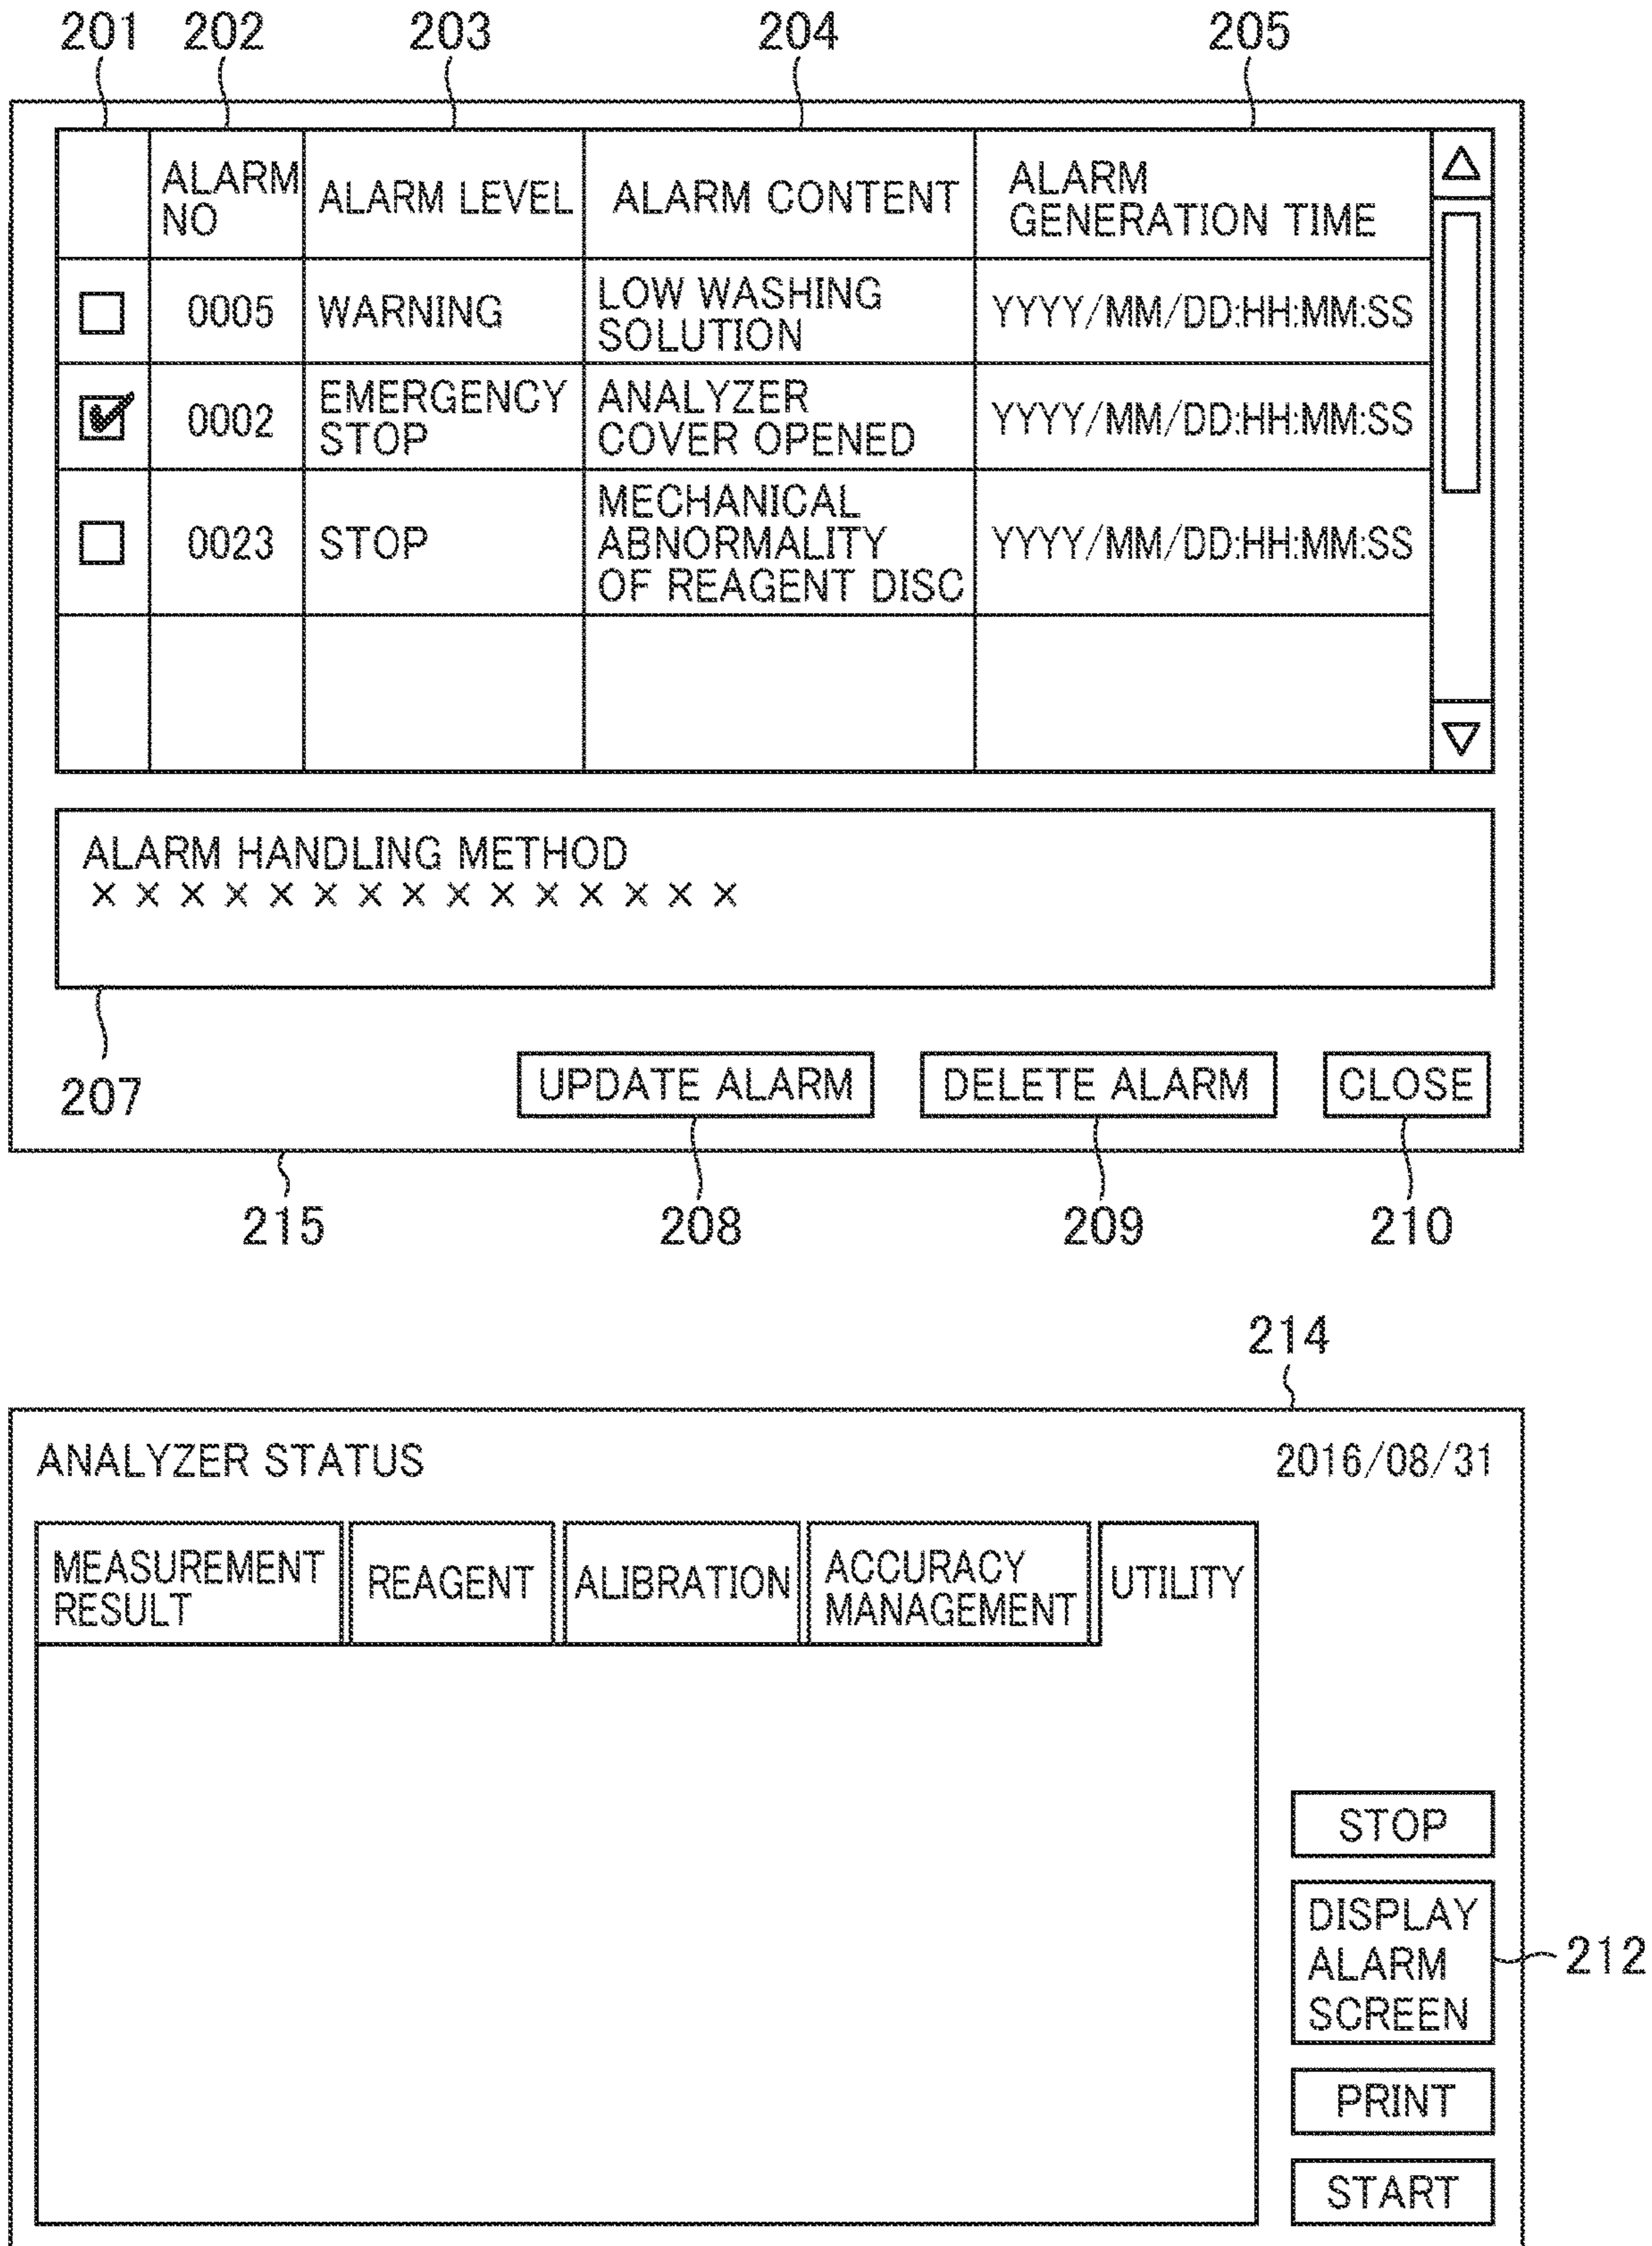 201 202 203 204 205
ALARM
NO
ALARM LEVEL
ALARM CONTENT
ALARM
GENERATION TIME
0005
WARNING
LOW WASHING
SOLUTION
YYYY/MM/DD:HH:MM:SS
0002
EMERGENCY
STOP
ANALYZER
COVER OPENED
YYYY/MM/DD:HH:MM:SS
0023
STOP
MECHANICAL
ABNORMALITY
OF REAGENT DISC
YYYY/MM/DD:HH:MM:SS
ALARM HANDLING METHOD
× × × × × × × × × × × × × × ×
207
UPDATE ALARM
DELETE ALARM
CLOSE
215 208 209 210
214
ANALYZER STATUS
2016/08/31
MEASUREMENT
RESULT
REAGENT
ALIBRATION
ACCURACY
MANAGEMENT
UTILITY
STOP
DISPLAY
ALARM
SCREEN
212
PRINT
START